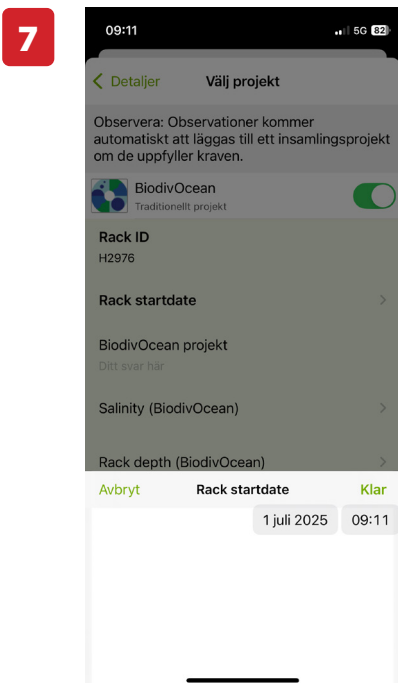 7
09:11
5G 82
Detaljer Välj projekt
Observera: Observationer kommer
automatiskt att läggas till ett insamlingsprojekt
om de uppfyller kraven.
BiodivOcean
Traditionellt projekt
Rack ID
H2976
Rack startdate
BiodivOcean projekt
Ditt svar här
Salinity (BiodivOcean)
Rack depth (BiodivOcean)
Avbryt Rack startdate Klar
1 juli 2025 09:11